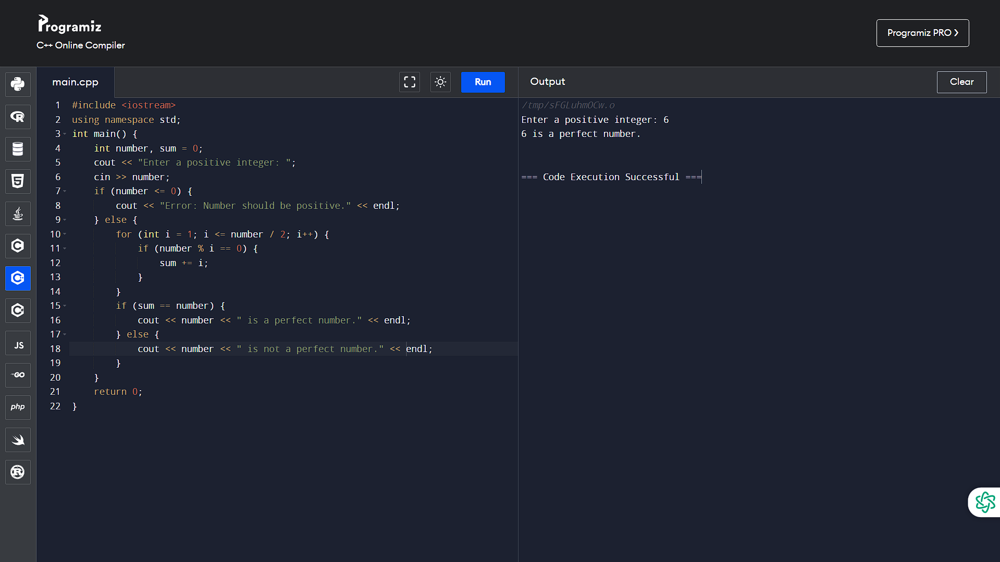 Programiz
C++ Online Compiler
Programiz PRO ❯
main.cpp
Run
Output
Clear
1 #include <iostream>
2 using namespace std;
3 int main() {
4     int number, sum = 0;
5     cout << "Enter a positive integer: ";
6     cin >> number;
7     if (number <= 0) {
8         cout << "Error: Number should be positive." << endl;
9     } else {
10         for (int i = 1; i <= number / 2; i++) {
11             if (number % i == 0) {
12                 sum += i;
13             }
14         }
15         if (sum == number) {
16             cout << number << " is a perfect number." << endl;
17         } else {
18             cout << number << " is not a perfect number." << endl;
19         }
20     }
21     return 0;
22 }
/tmp/sFGLuhmOCw.o
Enter a positive integer: 6
6 is a perfect number.
=== Code Execution Successful ===
R
5
C
C++
C#
JS
GO
php
R